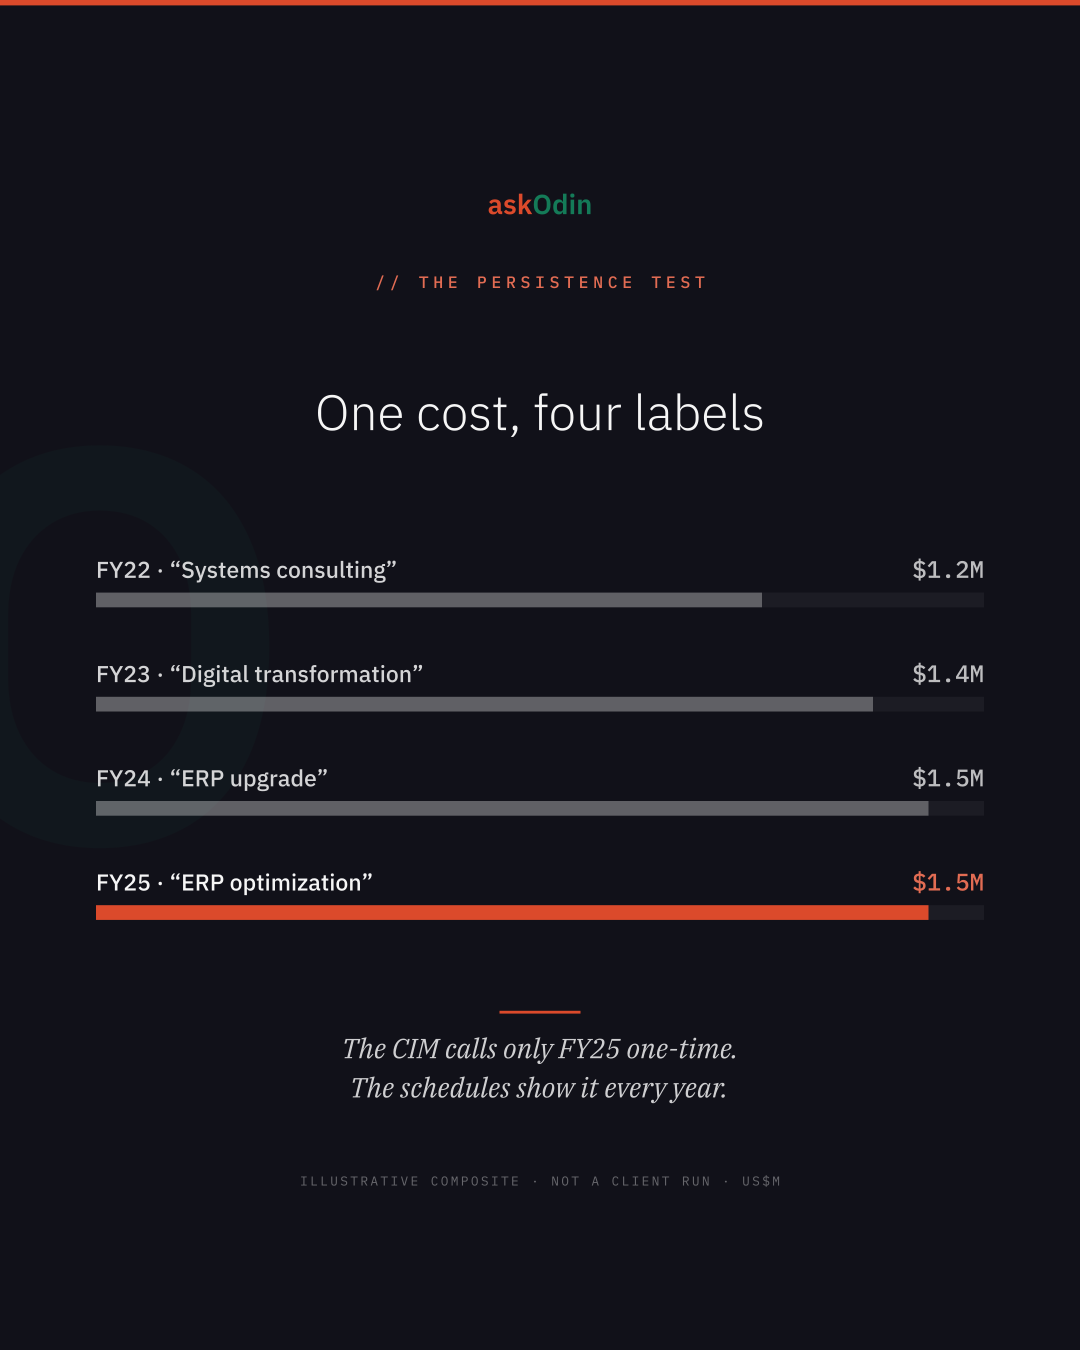 askOdin
// THE PERSISTENCE TEST
One cost, four labels
FY22 · “Systems consulting” $1.2M
FY23 · “Digital transformation” $1.4M
FY24 · “ERP upgrade” $1.5M
FY25 · “ERP optimization” $1.5M
The CIM calls only FY25 one-time.
The schedules show it every year.
ILLUSTRATIVE COMPOSITE · NOT A CLIENT RUN · US$M